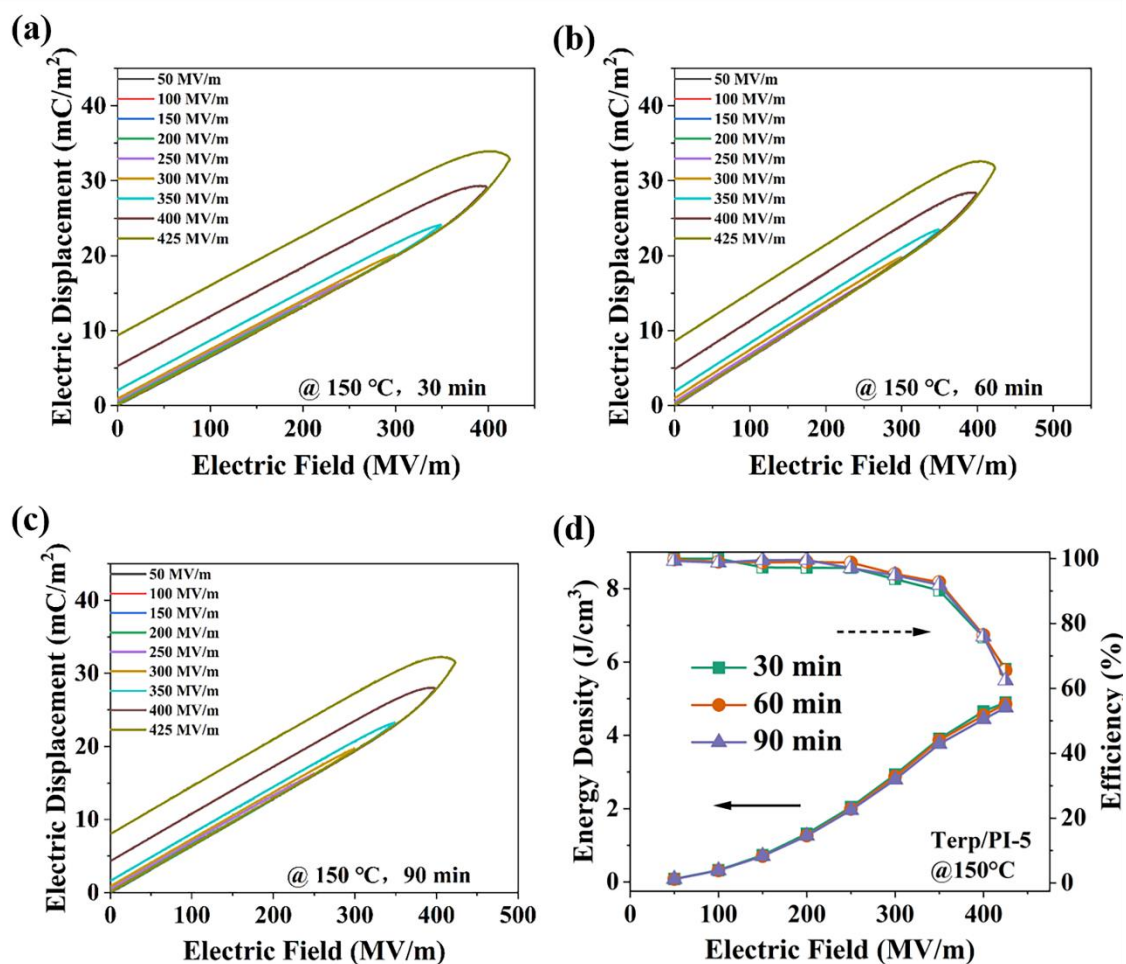 (a)
Electric Displacement (mC/m²)
40
30
20
10
0
50 MV/m
100 MV/m
150 MV/m
200 MV/m
250 MV/m
300 MV/m
350 MV/m
400 MV/m
425 MV/m
@ 150 °C，30 min
0 100 200 300 400
Electric Field (MV/m)
(b)
Electric Displacement (mC/m²)
40
30
20
10
0
50 MV/m
100 MV/m
150 MV/m
200 MV/m
250 MV/m
300 MV/m
350 MV/m
400 MV/m
425 MV/m
@ 150 °C，60 min
0 100 200 300 400 500
Electric Field (MV/m)
(c)
Electric Displacement (mC/m²)
40
30
20
10
0
50 MV/m
100 MV/m
150 MV/m
200 MV/m
250 MV/m
300 MV/m
350 MV/m
400 MV/m
425 MV/m
@ 150 °C，90 min
0 100 200 300 400 500
Electric Field (MV/m)
(d)
Energy Density (J/cm³)
8
6
4
2
0
30 min
60 min
90 min
Terp/PI-5
@150°C
100
80
60
40
20
0
Efficiency (%)
0 100 200 300 400
Electric Field (MV/m)